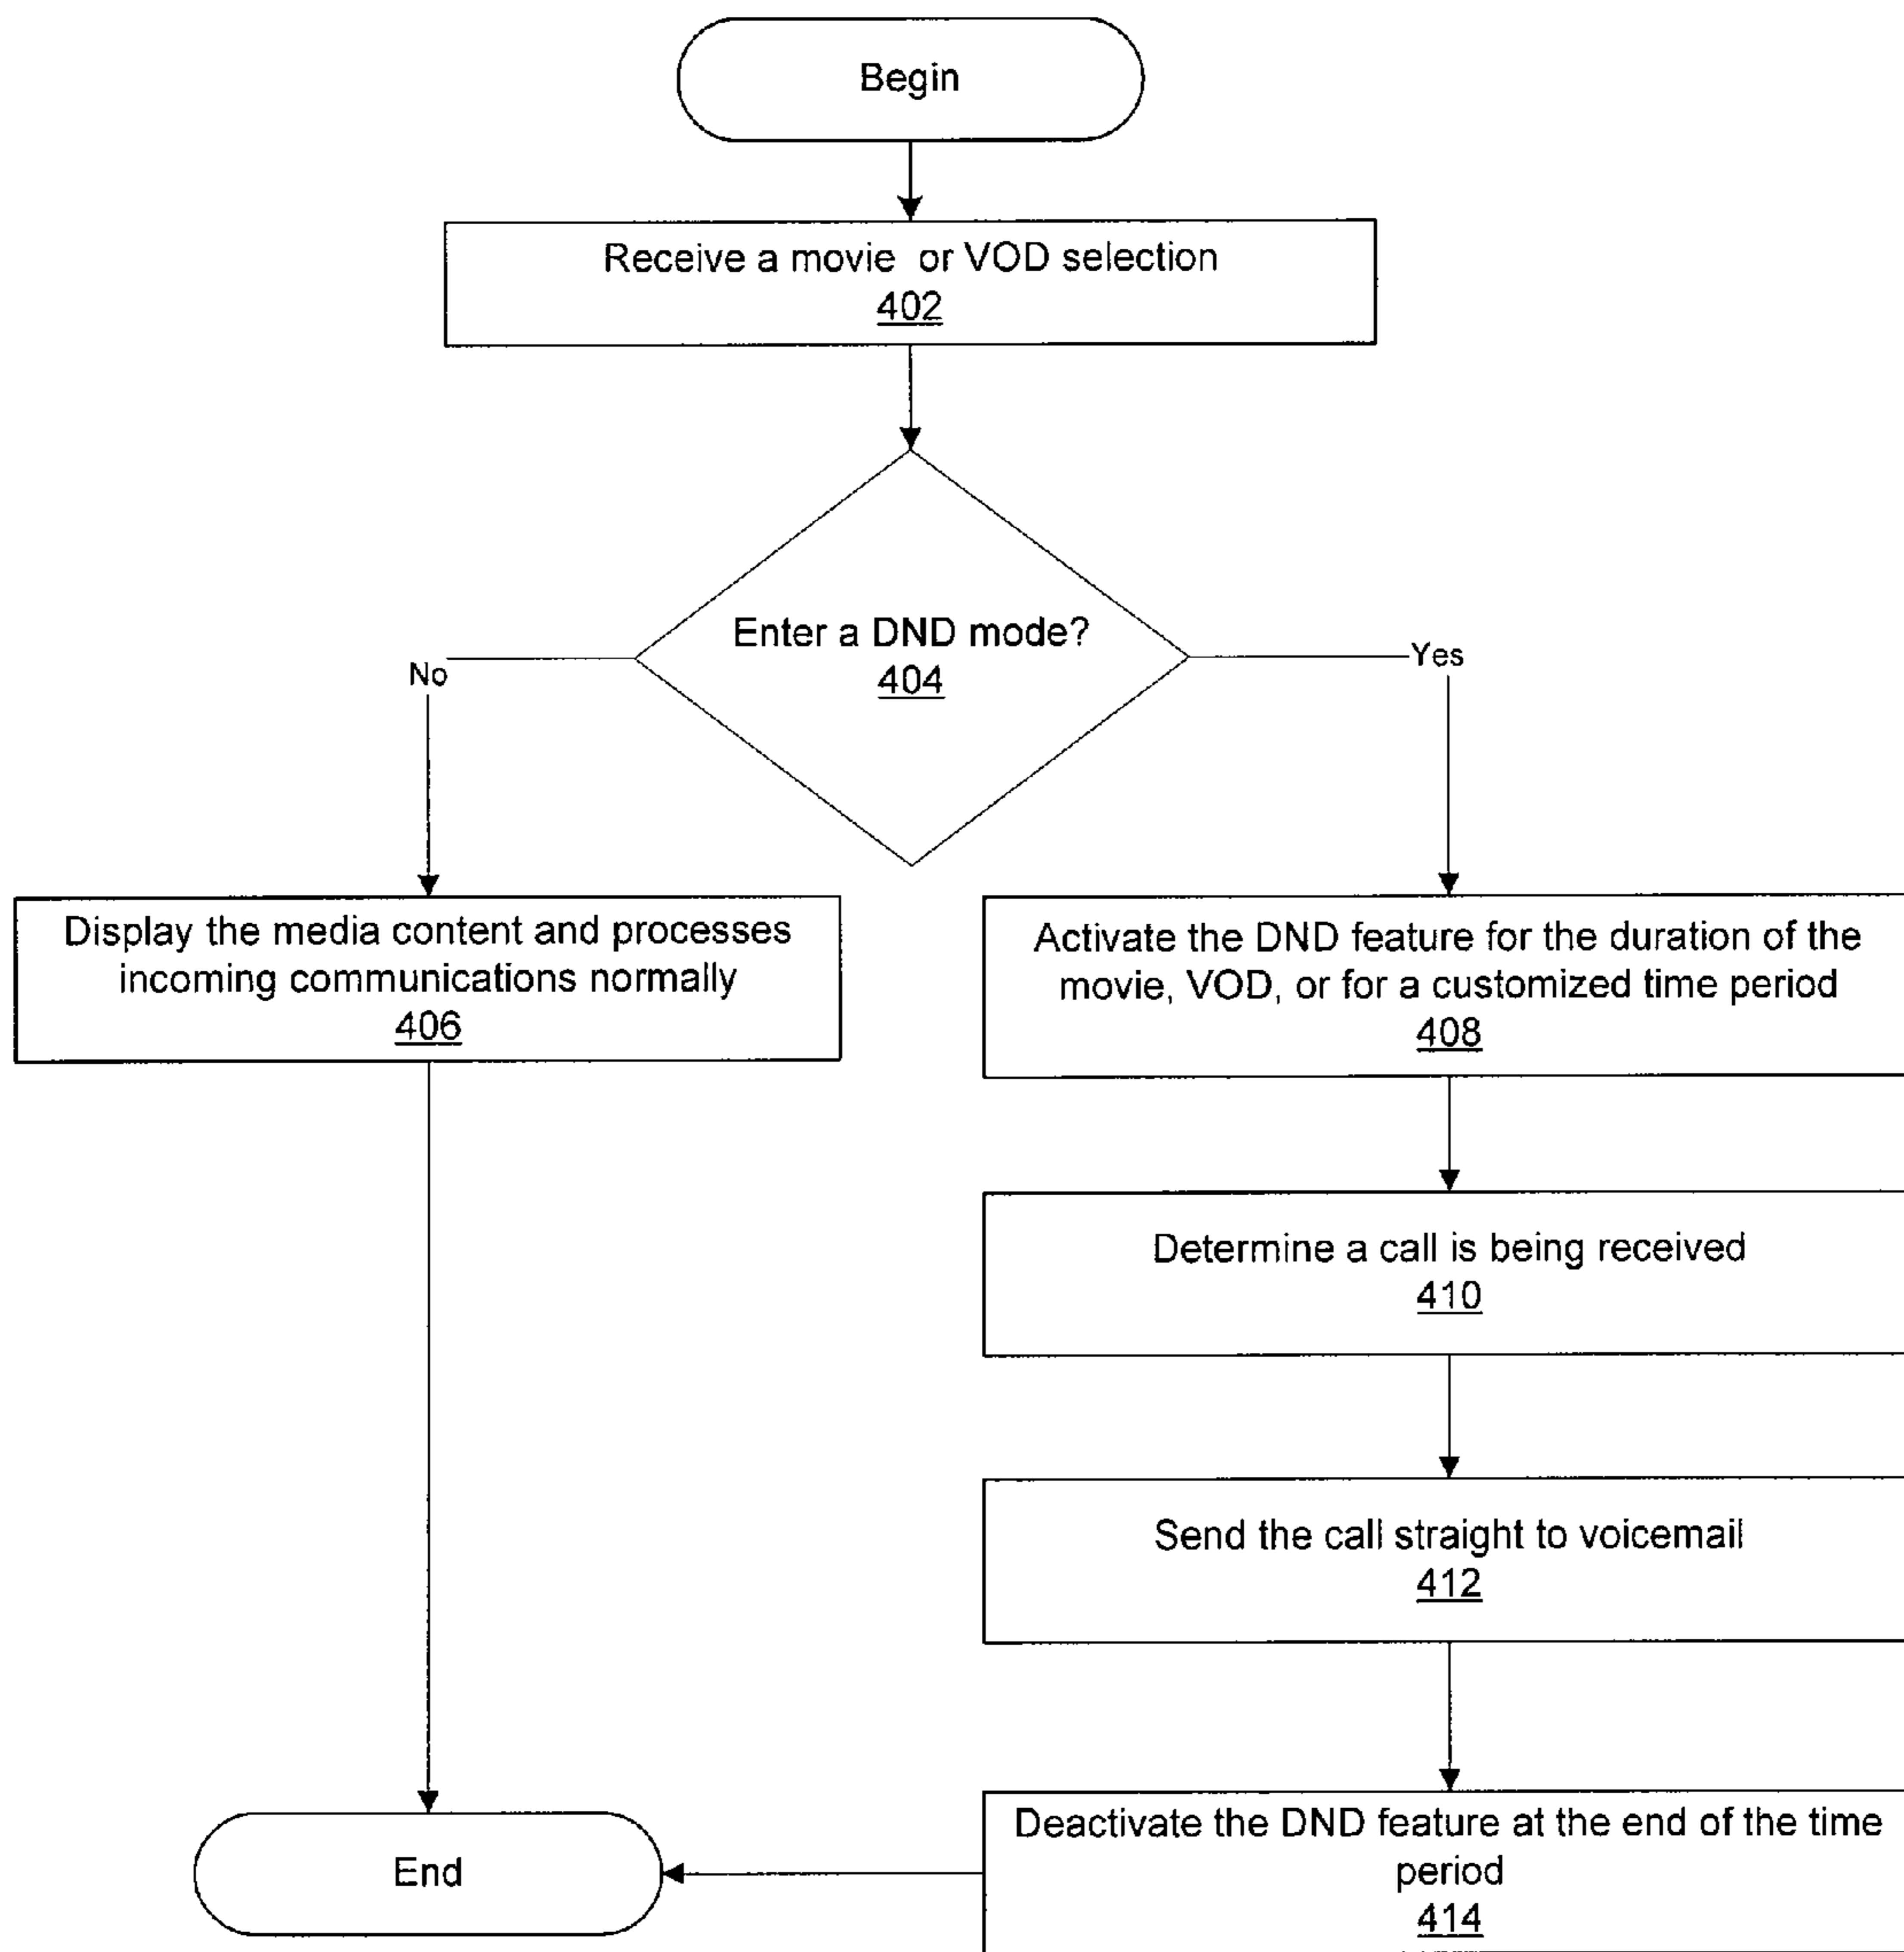 Begin
Receive a movie or VOD selection
402
Enter a DND mode?
404
No
Yes
Display the media content and processes
incoming communications normally
406
Activate the DND feature for the duration of the
movie, VOD, or for a customized time period
408
Determine a call is being received
410
Send the call straight to voicemail
412
Deactivate the DND feature at the end of the time
period
414
End